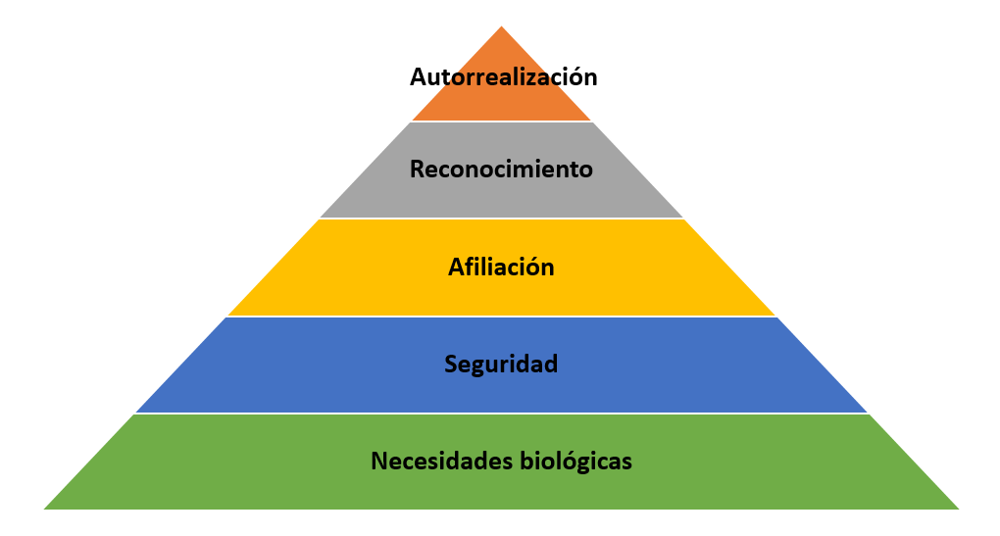 Autorrealización
Reconocimiento
Afiliación
Seguridad
Necesidades biológicas